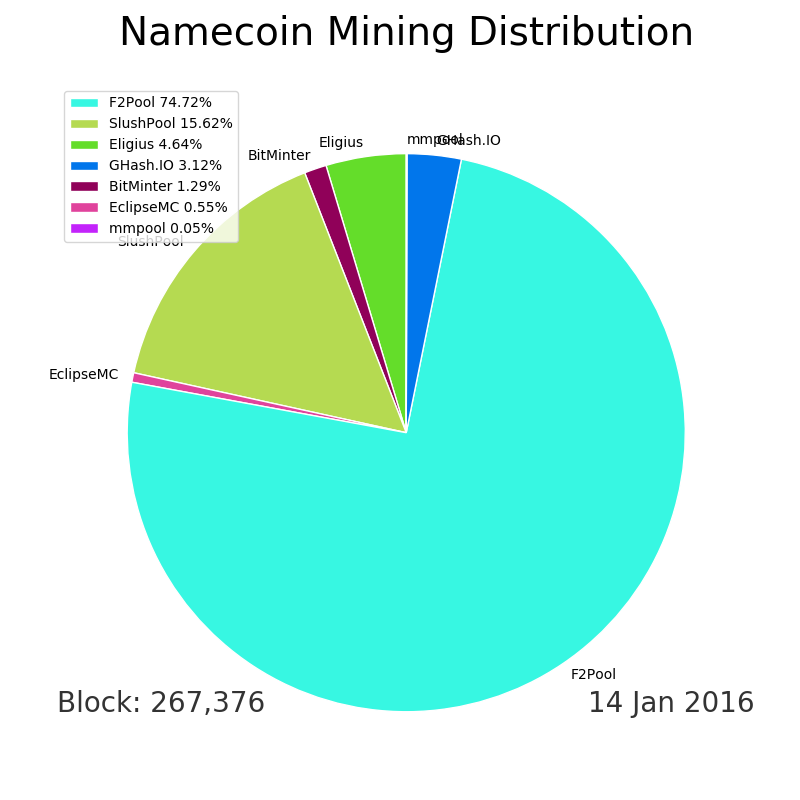 Namecoin Mining Distribution
F2Pool 74.72%
SlushPool 15.62%
Eligius 4.64%
GHash.IO 3.12%
BitMinter 1.29%
EclipseMC 0.55%
mmpool 0.05%
mmpool
GHash.IO
Eligius
BitMinter
SlushPool
EclipseMC
F2Pool
Block: 267,376
14 Jan 2016